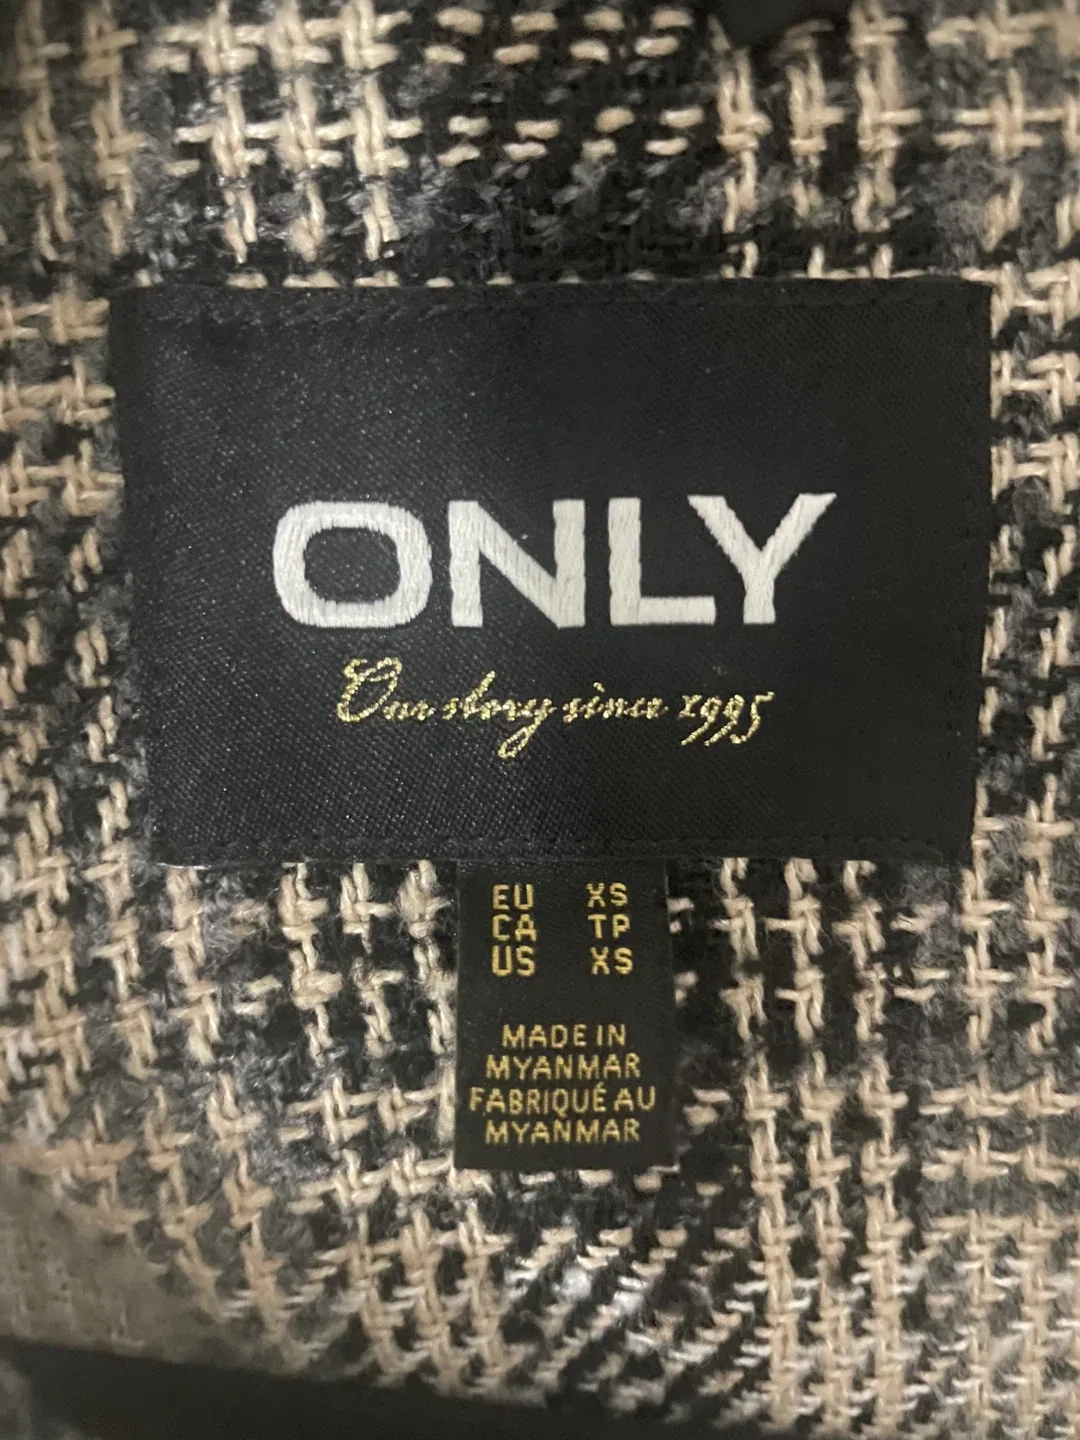 ONLY
Our story since 1995
EU XS
CA TP
US XS
MADE IN
MYANMAR
FABRIQUÉ AU
MYANMAR